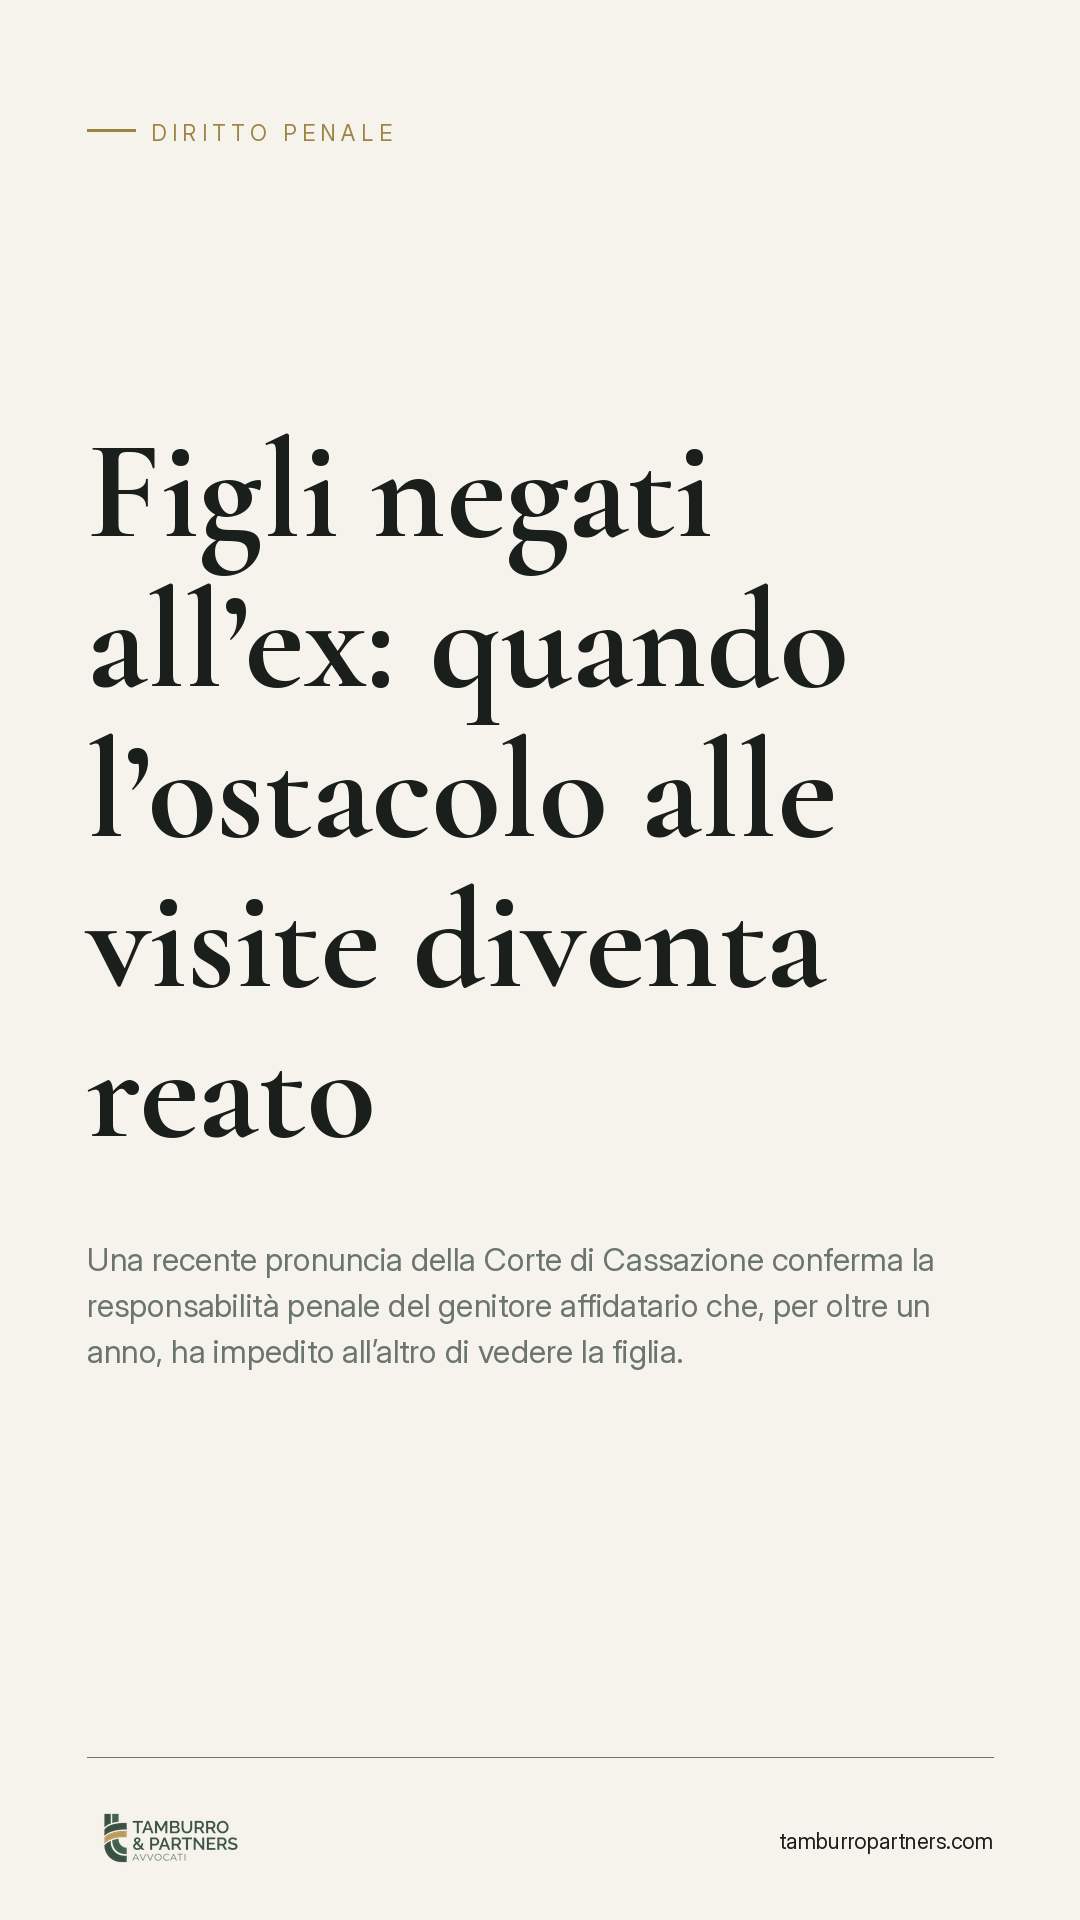 DIRITTO PENALE
Figli negati
all’ex: quando
l’ostacolo alle
visite diventa
reato
Una recente pronuncia della Corte di Cassazione conferma la
responsabilità penale del genitore affidatario che, per oltre un
anno, ha impedito all’altro di vedere la figlia.
TAMBURRO
& PARTNERS
AVVOCATI
tamburropartners.com